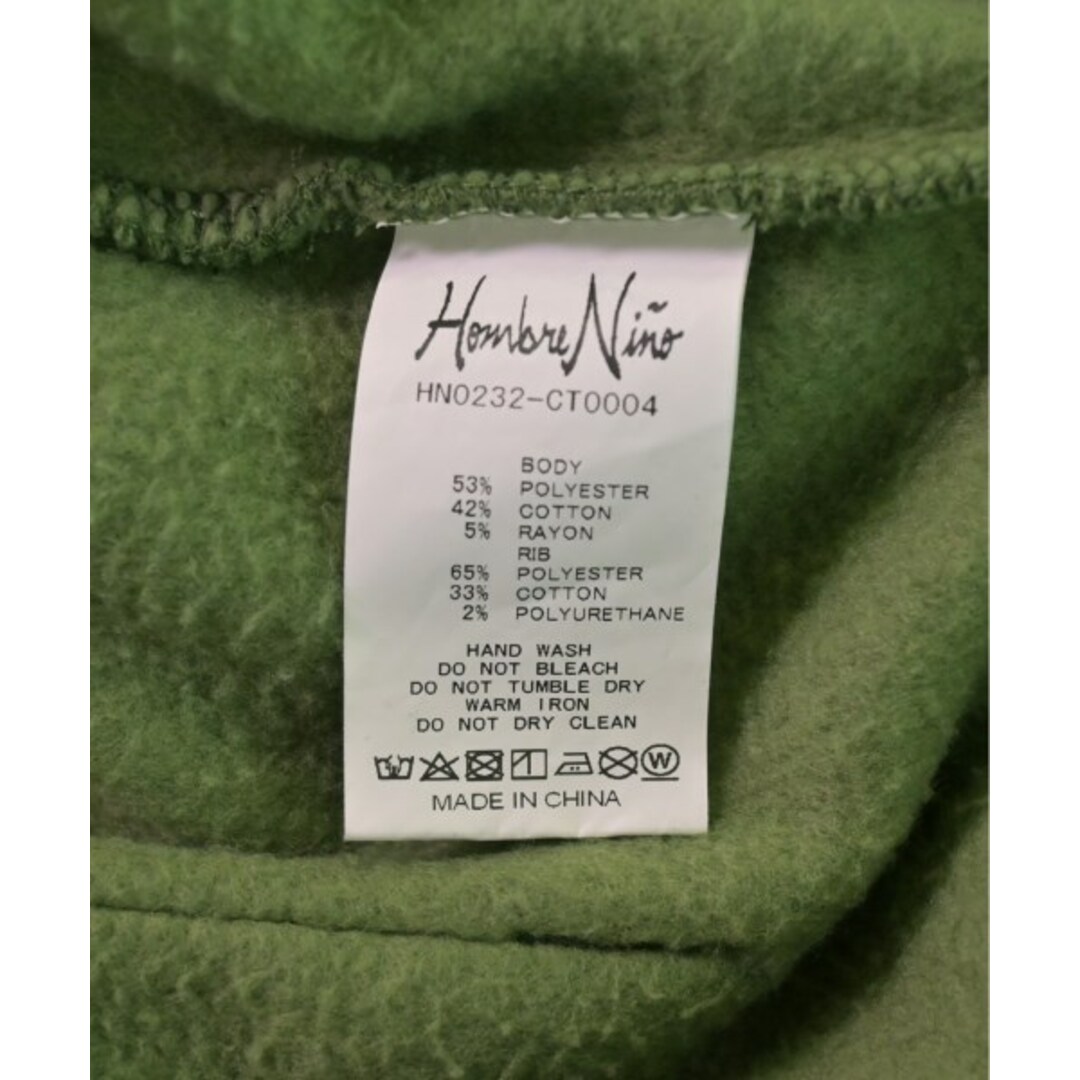 Hombre Niño
HN0232-CT0004
BODY
53% POLYESTER
42% COTTON
5% RAYON
RIB
65% POLYESTER
33% COTTON
2% POLYURETHANE
HAND WASH
DO NOT BLEACH
DO NOT TUMBLE DRY
WARM IRON
DO NOT DRY CLEAN
W
MADE IN CHINA